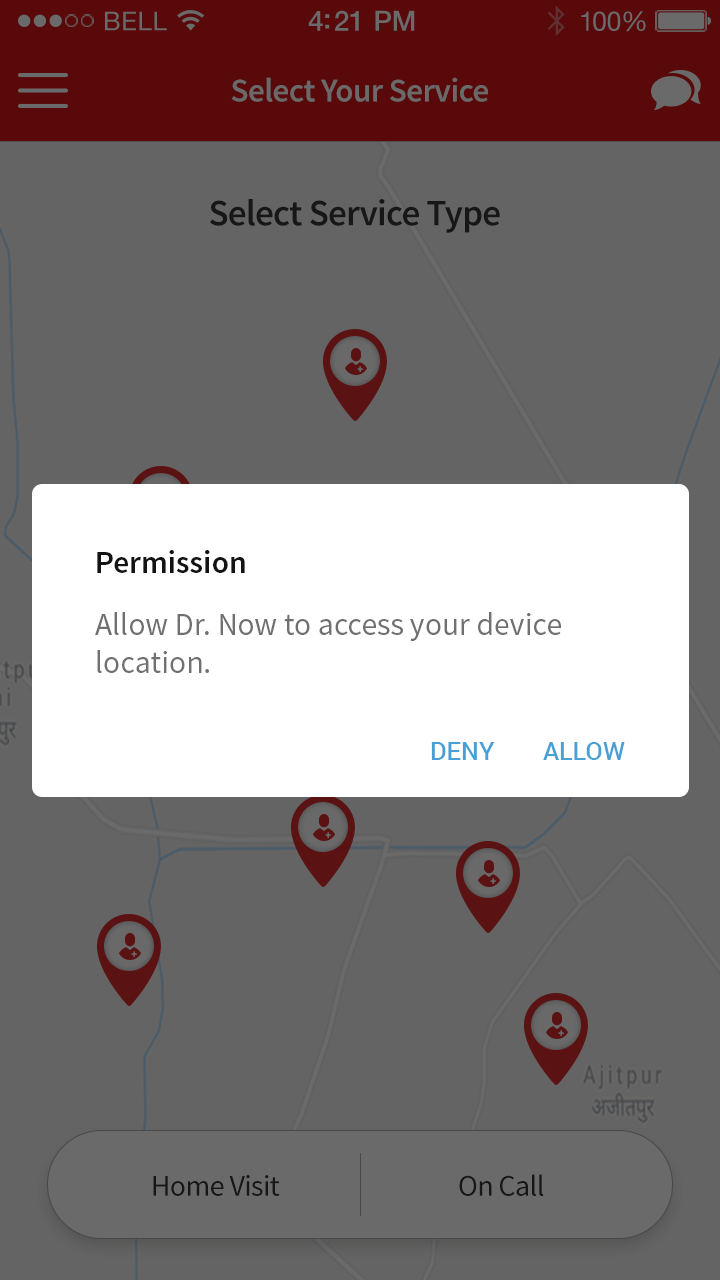 BELL 4:21 PM 100%
Select Your Service
Select Service Type
Permission
Allow Dr. Now to access your device
location.
DENY ALLOW
Ajitpur
अजीतपुर
Home Visit On Call